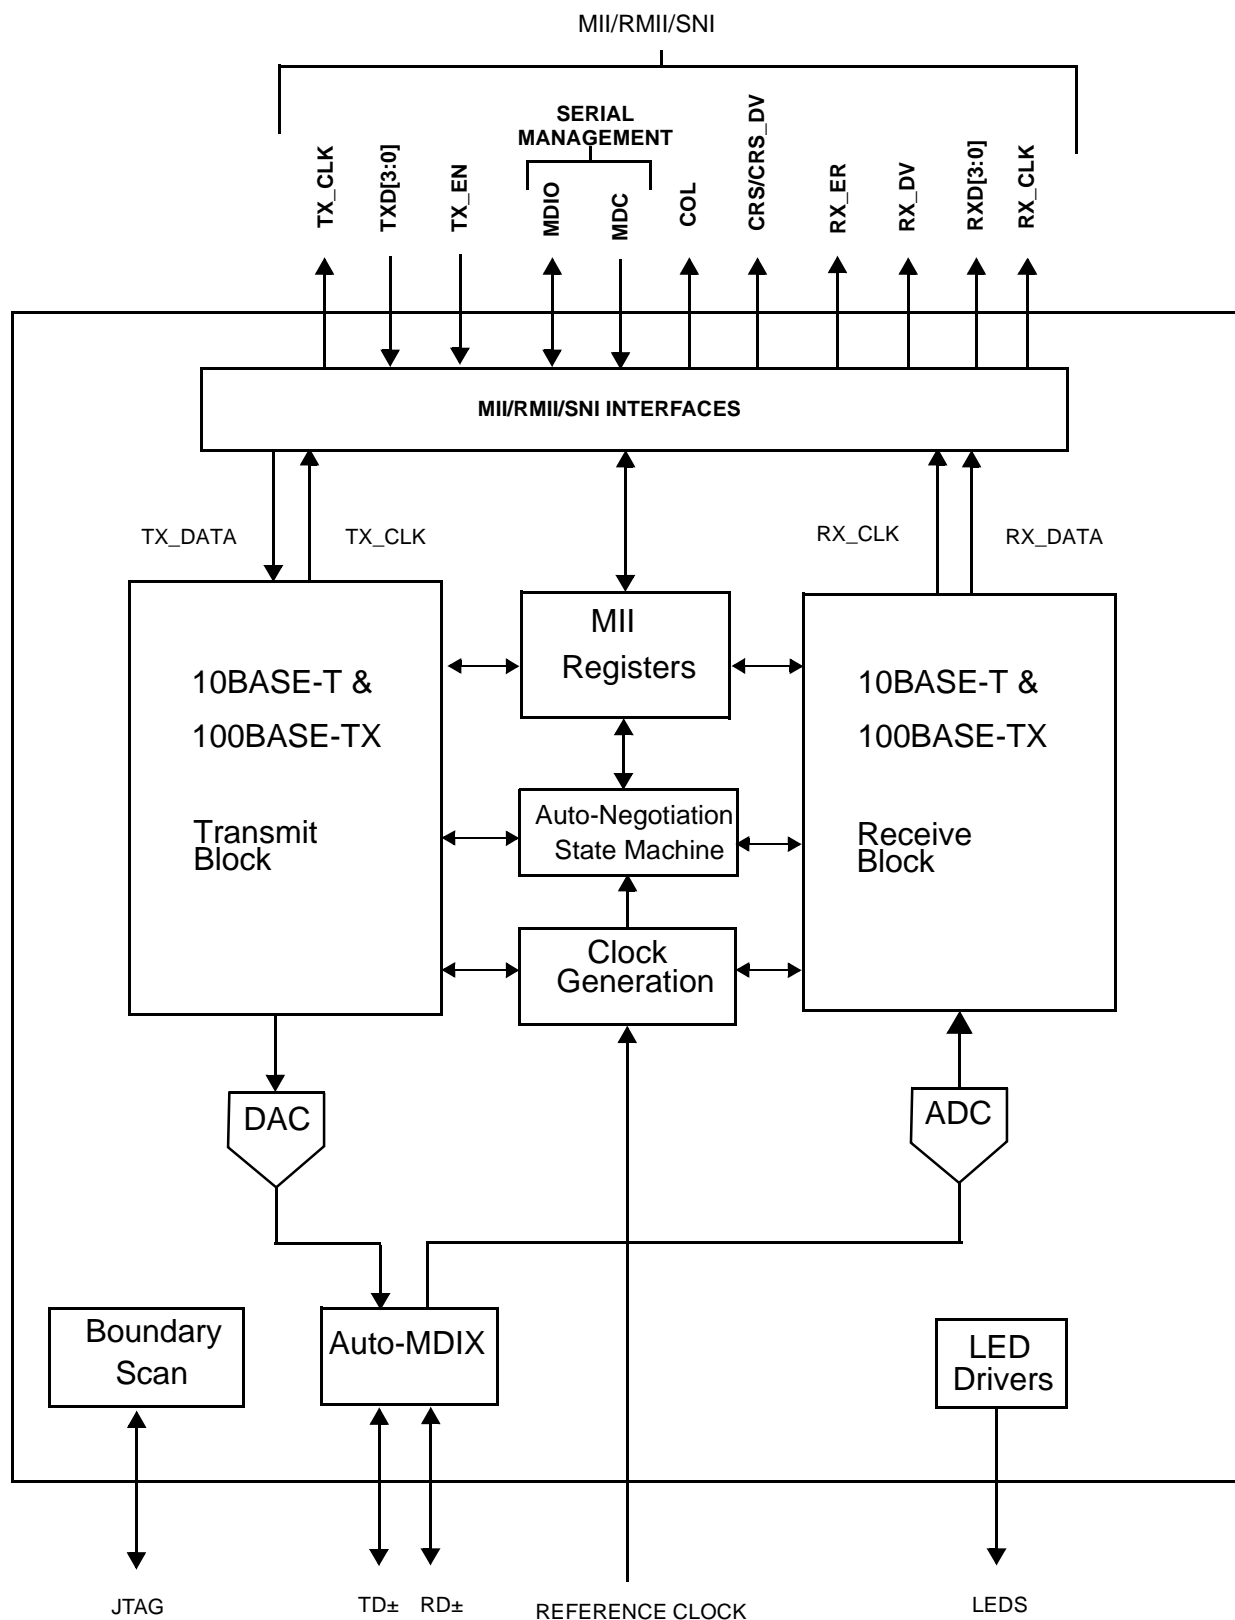 MII/RMII/SNI
SERIAL
MANAGEMENT
TX_CLK
TXD[3:0]
TX_EN
MDIO
MDC
COL
CRS/CRS_DV
RX_ER
RX_DV
RXD[3:0]
RX_CLK
MII/RMII/SNI INTERFACES
TX_DATA
TX_CLK
RX_CLK
RX_DATA
10BASE-T &
100BASE-TX
Transmit
Block
MII
Registers
Auto-Negotiation
State Machine
Clock
Generation
10BASE-T &
100BASE-TX
Receive
Block
DAC
ADC
Boundary
Scan
Auto-MDIX
LED
Drivers
JTAG
TD±
RD±
REFERENCE CLOCK
LEDS